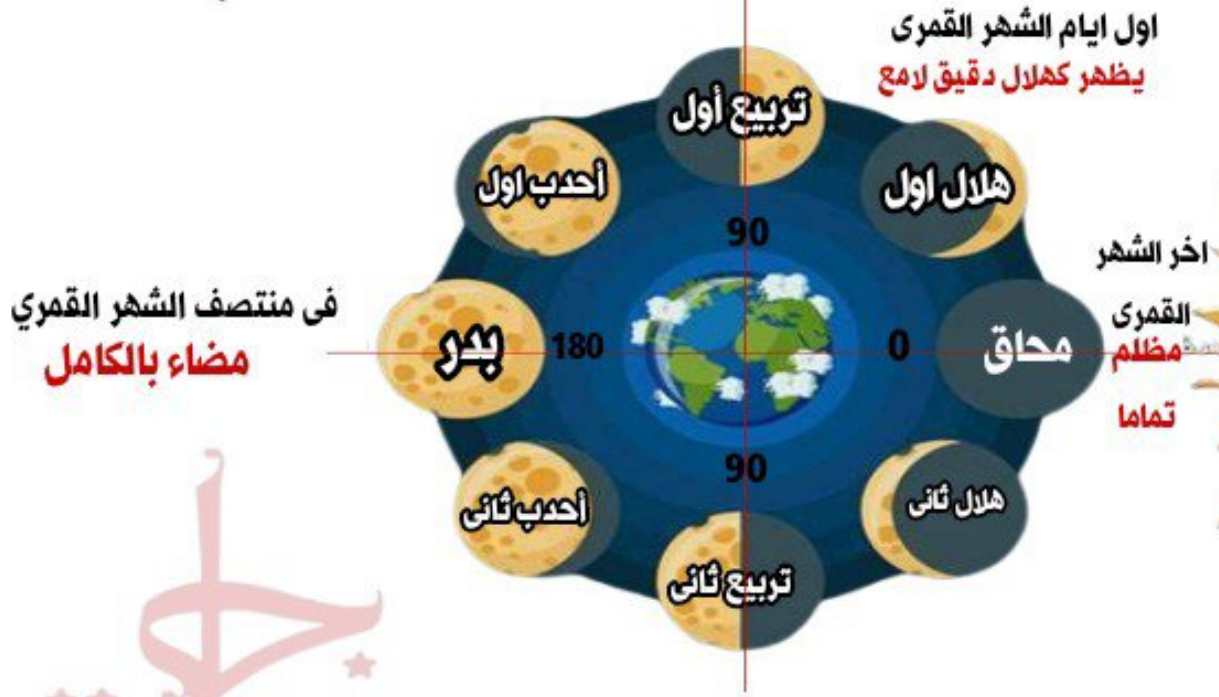 اول ايام الشهر القمرى
يظهر كهلال دقيق لامع
تربيع أول
هلال اول
أحدب اول
90
اخر الشهر
القمرى
مظلم
تماما
محاق
0
180
بدر
فى منتصف الشهر القمري
مضاء بالكامل
90
هلال ثانى
أحدب ثانى
تربيع ثانى